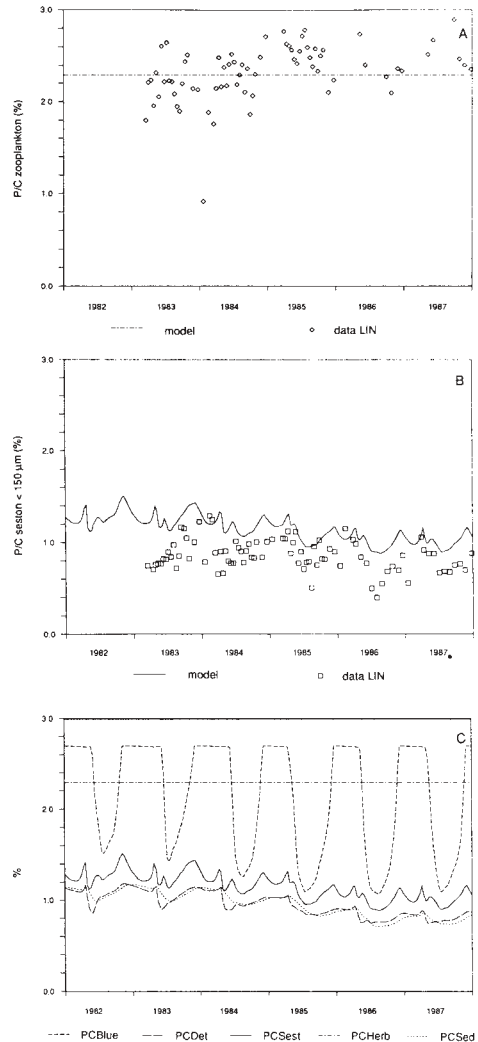 3.0
A
2.0
P/C zooplankton (%)
1.0
0.0
1982 1983 1984 1985 1986 1987
model data LIN
3.0
B
2.0
P/C seston < 150 µm (%)
1.0
0.0
1982 1983 1984 1985 1986 1987
model data LIN
3.0
C
2.0
%
1.0
0.0
1982 1983 1984 1985 1986 1987
PCBlue PCDet PCSest PCHerb PCSed